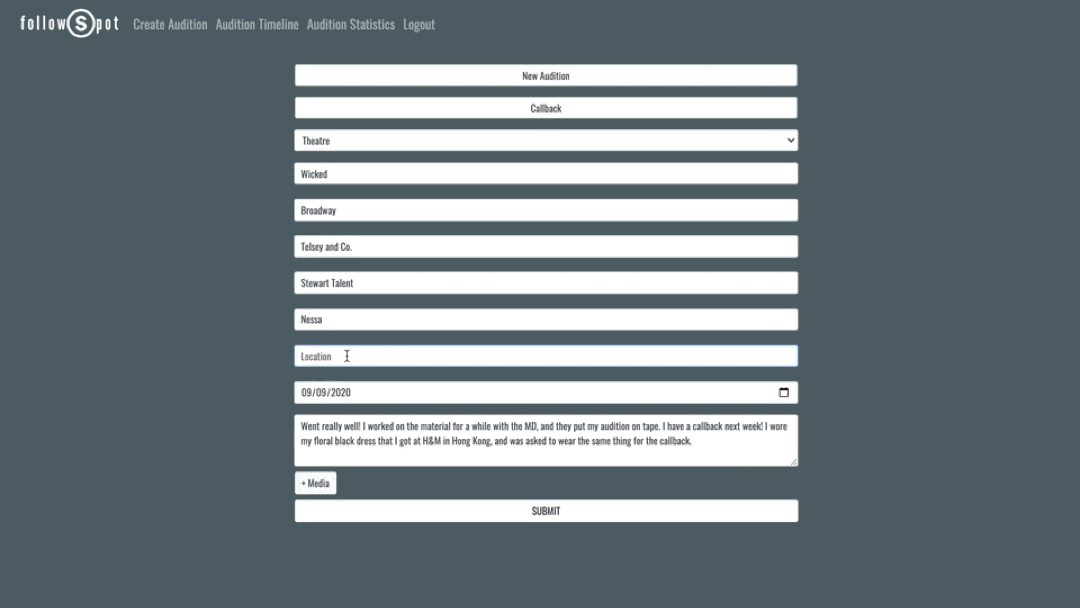 followSpot Create Audition Audition Timeline Audition Statistics Logout
New Audition
Callback
Theatre
Wicked
Broadway
Telsey and Co.
Stewart Talent
Nessa
Location
09/09/2020
Went really well! I worked on the material for a while with the MD, and they put my audition on tape. I have a callback next week! I wore
my floral black dress that I got at H&M in Hong Kong, and was asked to wear the same thing for the callback.
+ Media
SUBMIT